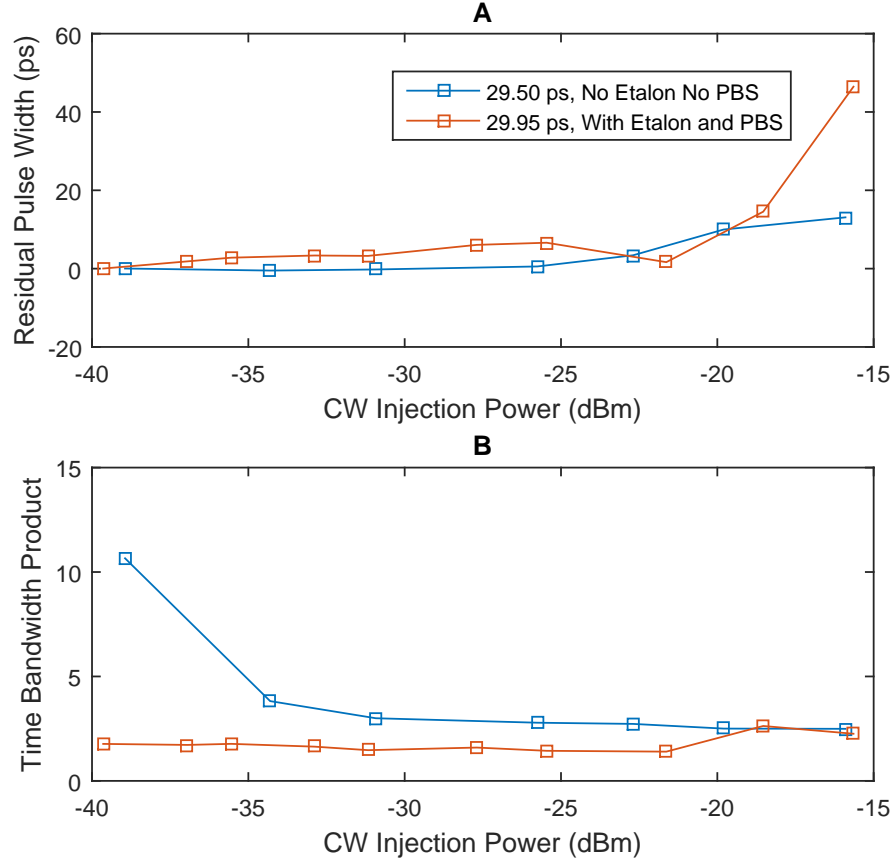 A
60
40
20
0
-20
Residual Pulse Width (ps)
29.50 ps, No Etalon No PBS
29.95 ps, With Etalon and PBS
-40 -35 -30 -25 -20 -15
CW Injection Power (dBm)
B
15
10
5
0
Time Bandwidth Product
-40 -35 -30 -25 -20 -15
CW Injection Power (dBm)